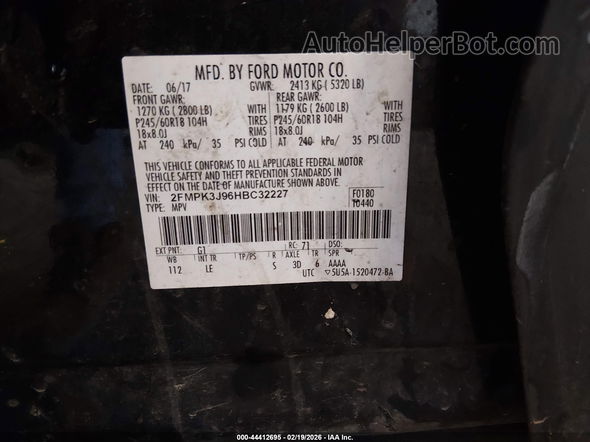 AutoHelperBot.com
MFD. BY FORD MOTOR CO.
DATE: 06/17 GVWR: 2413 KG ( 5320 LB)
FRONT GAWR: REAR GAWR:
1270 KG ( 2800 LB) WITH 1179 KG ( 2600 LB) WITH
P245/60R18 104H TIRES P245/60R18 104H TIRES
18x8.0J RIMS 18x8.0J RIMS
AT 240 kPa/ 35 PSI COLD AT 240 kPa/ 35 PSI COLD
THIS VEHICLE CONFORMS TO ALL APPLICABLE FEDERAL MOTOR
VEHICLE SAFETY AND THEFT PREVENTION STANDARDS IN
EFFECT ON THE DATE OF MANUFACTURE SHOWN ABOVE.
VIN: 2FMPK3J96HBC32227 F0180
TYPE: MPV T0440
EXT PNT: G1 RC: 71 DSO:
WB INT TR TP/PS R AXLE TR SPR
112 LE S 3D 6 AAAA
UTC ▽5U5A-1520472-BA
000-44412695 - 02/19/2026 - IAA Inc.